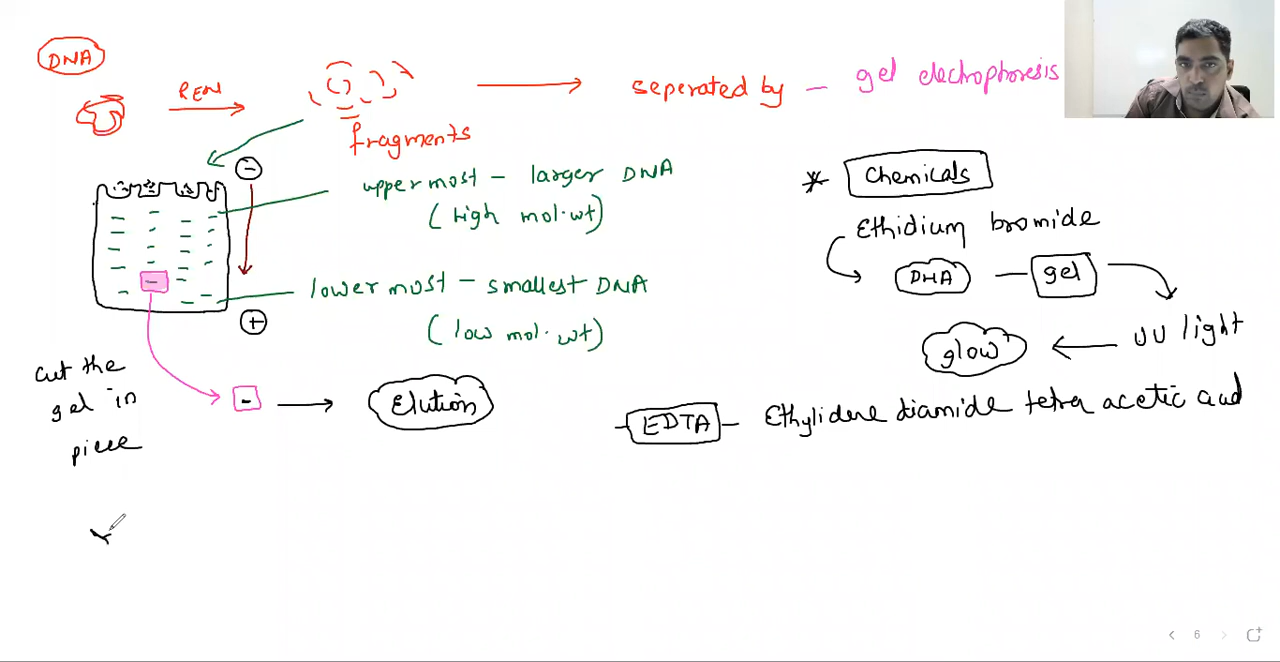 DNA
REN
fragments
seperated by - gel electrophoresis
-
upper most - larger DNA
(high mol.wt)
lower most - smallest DNA
(low mol.wt)
+
cut the
gel in
piece
-
Elution
* Chemicals
Ethidium bromide
DNA - gel
UV light
glow
- EDTA - Ethylidene diamide tetra acetic acid
6